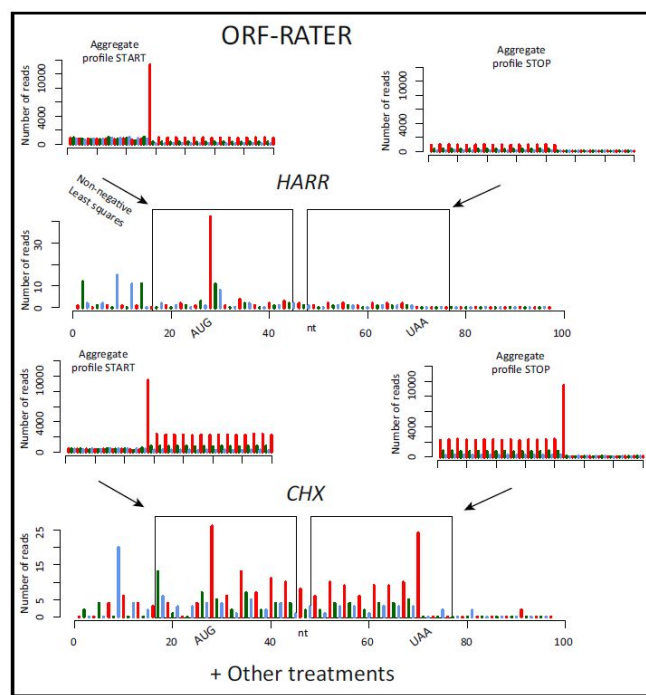 ORF-RATER
Aggregate
profile START
Number of reads
10000
4000
0
Aggregate
profile STOP
Number of reads
10000
4000
0
Non-negative
Least squares
HARR
Number of reads
30
10
0
0
20
AUG
40
nt
60
UAA
80
100
Aggregate
profile START
Number of reads
10000
4000
0
Aggregate
profile STOP
Number of reads
10000
4000
0
CHX
Number of reads
25
15
5
0
0
20
AUG
40
nt
60
UAA
80
100
+ Other treatments